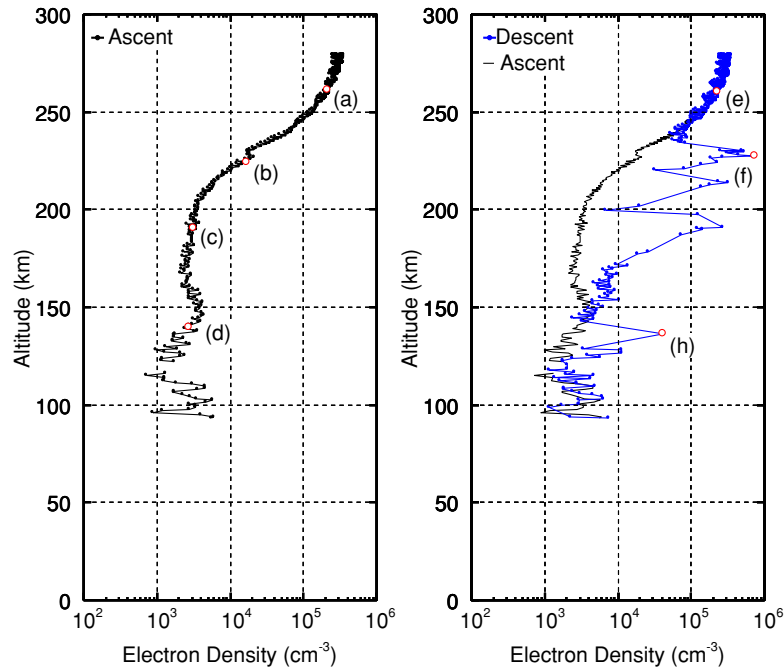 Ascent
(a)
(b)
(c)
(d)
300
250
200
150
100
50
0
10^2 10^3 10^4 10^5 10^6
Altitude (km)
Electron Density (cm^-3)
Descent
Ascent
(e)
(f)
(h)
300
250
200
150
100
50
0
10^2 10^3 10^4 10^5 10^6
Altitude (km)
Electron Density (cm^-3)